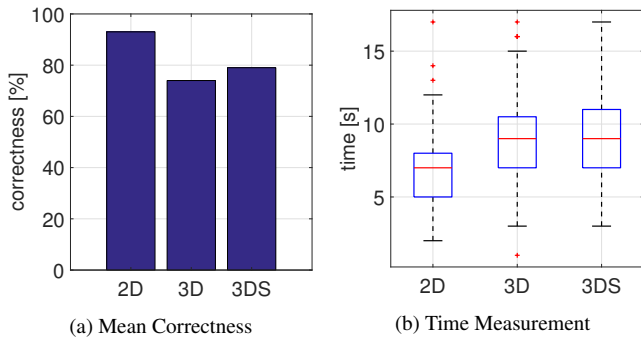 100
80
60
40
20
0
correctness [%]
2D 3D 3DS
(a) Mean Correctness
15
10
5
time [s]
2D 3D 3DS
(b) Time Measurement